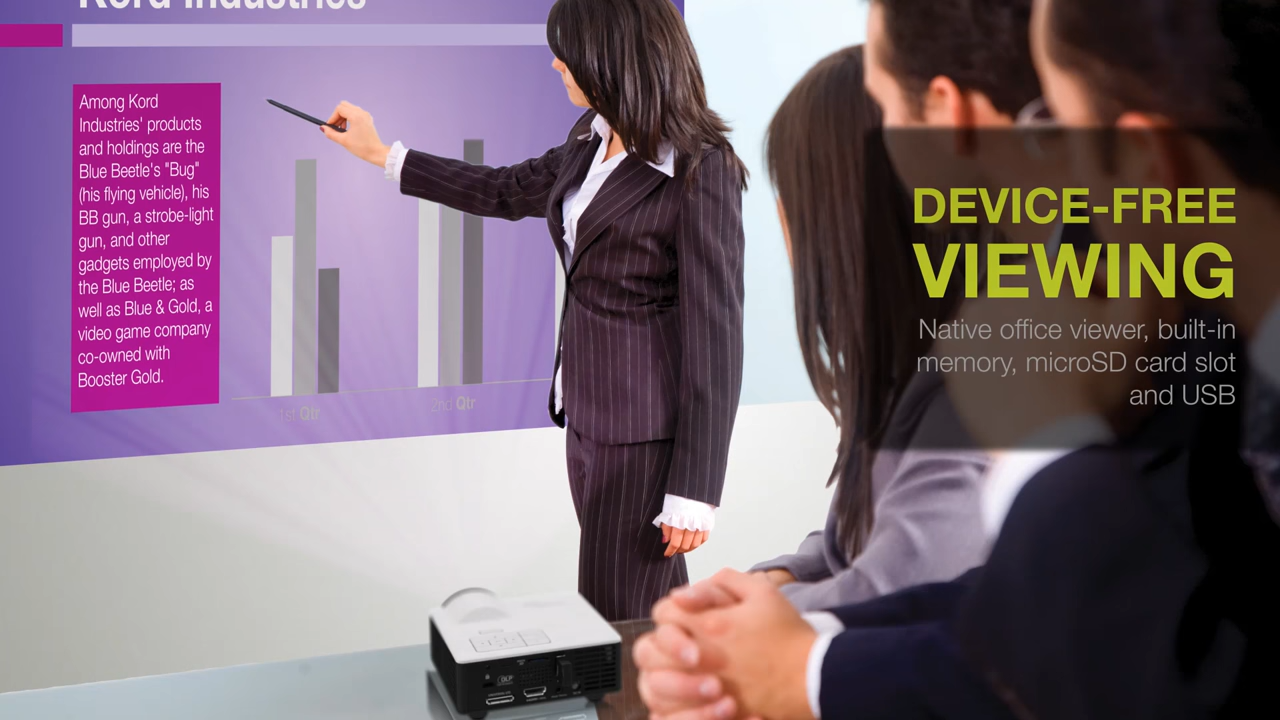 Kord Industries
Among Kord
Industries' products
and holdings are the
Blue Beetle's "Bug"
(his flying vehicle), his
BB gun, a strobe-light
gun, and other
gadgets employed by
the Blue Beetle; as
well as Blue & Gold, a
video game company
co-owned with
Booster Gold.
1st Qtr
2nd Qtr
DEVICE-FREE
VIEWING
Native office viewer, built-in
memory, microSD card slot
and USB
DLP